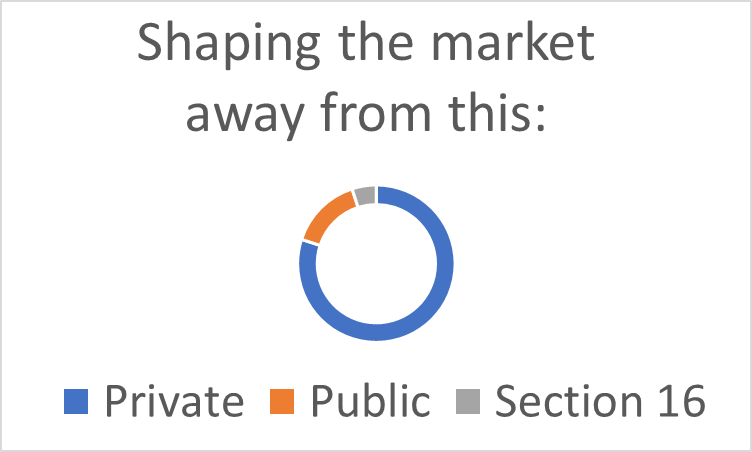 Shaping the market
away from this:
Private Public Section 16